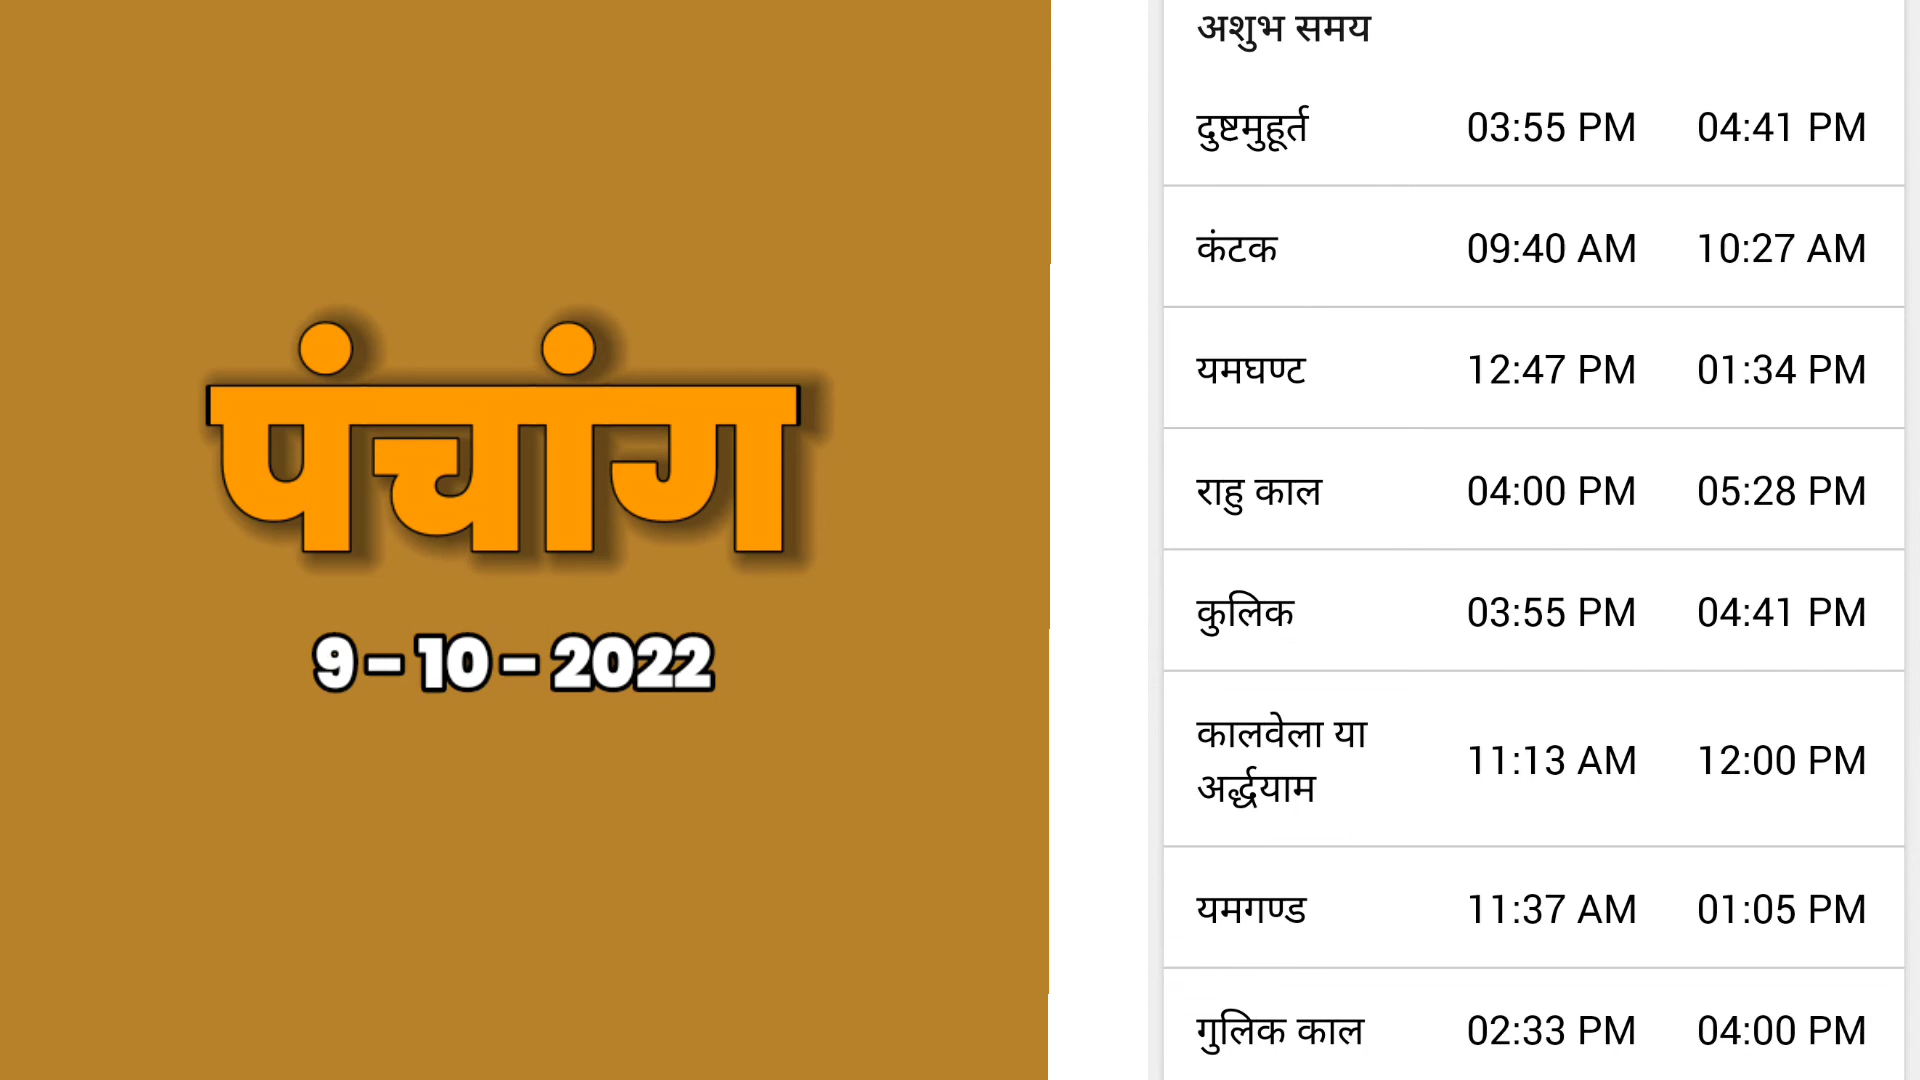 पंचांग
9-10-2022
अशुभ समय
दुष्टमुहूर्त 03:55 PM 04:41 PM
कंटक 09:40 AM 10:27 AM
यमघण्ट 12:47 PM 01:34 PM
राहु काल 04:00 PM 05:28 PM
कुलिक 03:55 PM 04:41 PM
कालवेला या
अर्द्धयाम 11:13 AM 12:00 PM
यमगण्ड 11:37 AM 01:05 PM
गुलिक काल 02:33 PM 04:00 PM